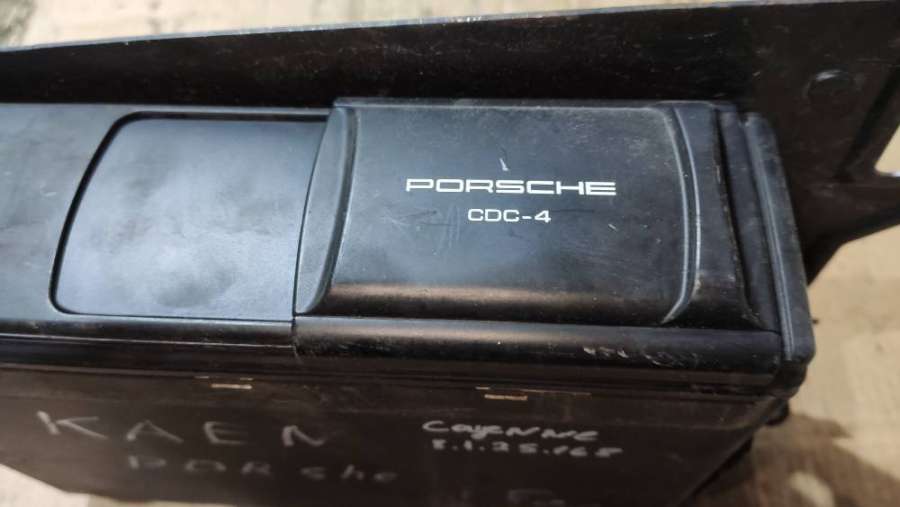 PORSCHE
CDC-4
KAEN
PORsche
CayeNNe